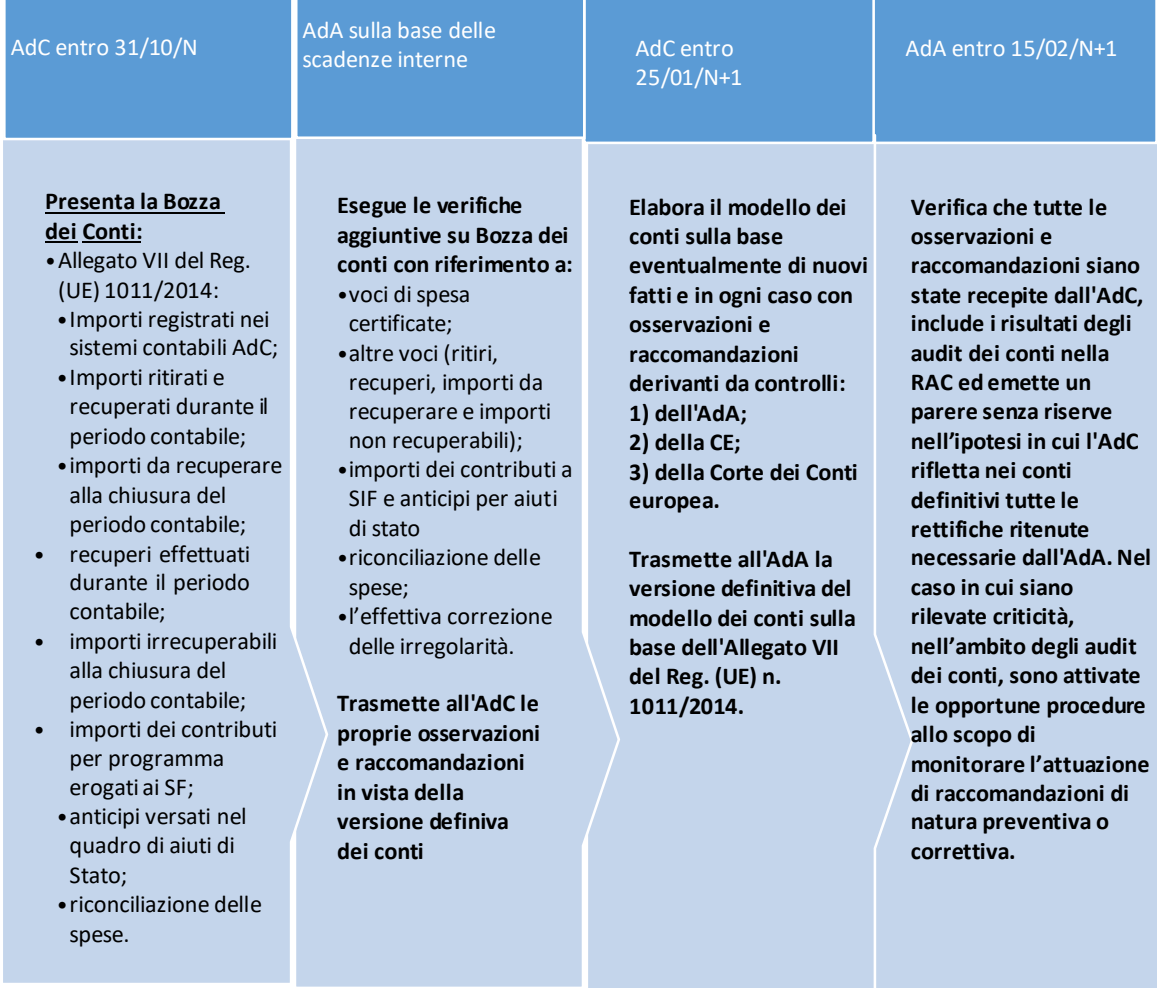 AdC entro 31/10/N
Presenta la Bozza
dei Conti:
•Allegato VII del Reg.
(UE) 1011/2014:
•Importi registrati nei
sistemi contabili AdC;
•Importi ritirati e
recuperati durante il
periodo contabile;
•importi da recuperare
alla chiusura del
periodo contabile;
• recuperi effettuati
durante il periodo
contabile;
• importi irrecuperabili
alla chiusura del
periodo contabile;
• importi dei contributi
per programma
erogati ai SF;
•anticipi versati nel
quadro di aiuti di
Stato;
•riconciliazione delle
spese.
AdA sulla base delle
scadenze interne
Esegue le verifiche
aggiuntive su Bozza dei
conti con riferimento a:
•voci di spesa
certificate;
•altre voci (ritiri,
recuperi, importi da
recuperare e importi
non recuperabili);
•importi dei contributi a
SIF e anticipi per aiuti
di stato
•riconciliazione delle
spese;
•l’effettiva correzione
delle irregolarità.
Trasmette all'AdC le
proprie osservazioni
e raccomandazioni
in vista della
versione definiva
dei conti
AdC entro
25/01/N+1
Elabora il modello dei
conti sulla base
eventualmente di nuovi
fatti e in ogni caso con
osservazioni e
raccomandazioni
derivanti da controlli:
1) dell'AdA;
2) della CE;
3) della Corte dei Conti
europea.
Trasmette all'AdA la
versione definitiva del
modello dei conti sulla
base dell'Allegato VII
del Reg. (UE) n.
1011/2014.
AdA entro 15/02/N+1
Verifica che tutte le
osservazioni e
raccomandazioni siano
state recepite dall'AdC,
include i risultati degli
audit dei conti nella
RAC ed emette un
parere senza riserve
nell’ipotesi in cui l'AdC
rifletta nei conti
definitivi tutte le
rettifiche ritenute
necessarie dall'AdA. Nel
caso in cui siano
rilevate criticità,
nell’ambito degli audit
dei conti, sono attivate
le opportune procedure
allo scopo di
monitorare l’attuazione
di raccomandazioni di
natura preventiva o
correttiva.